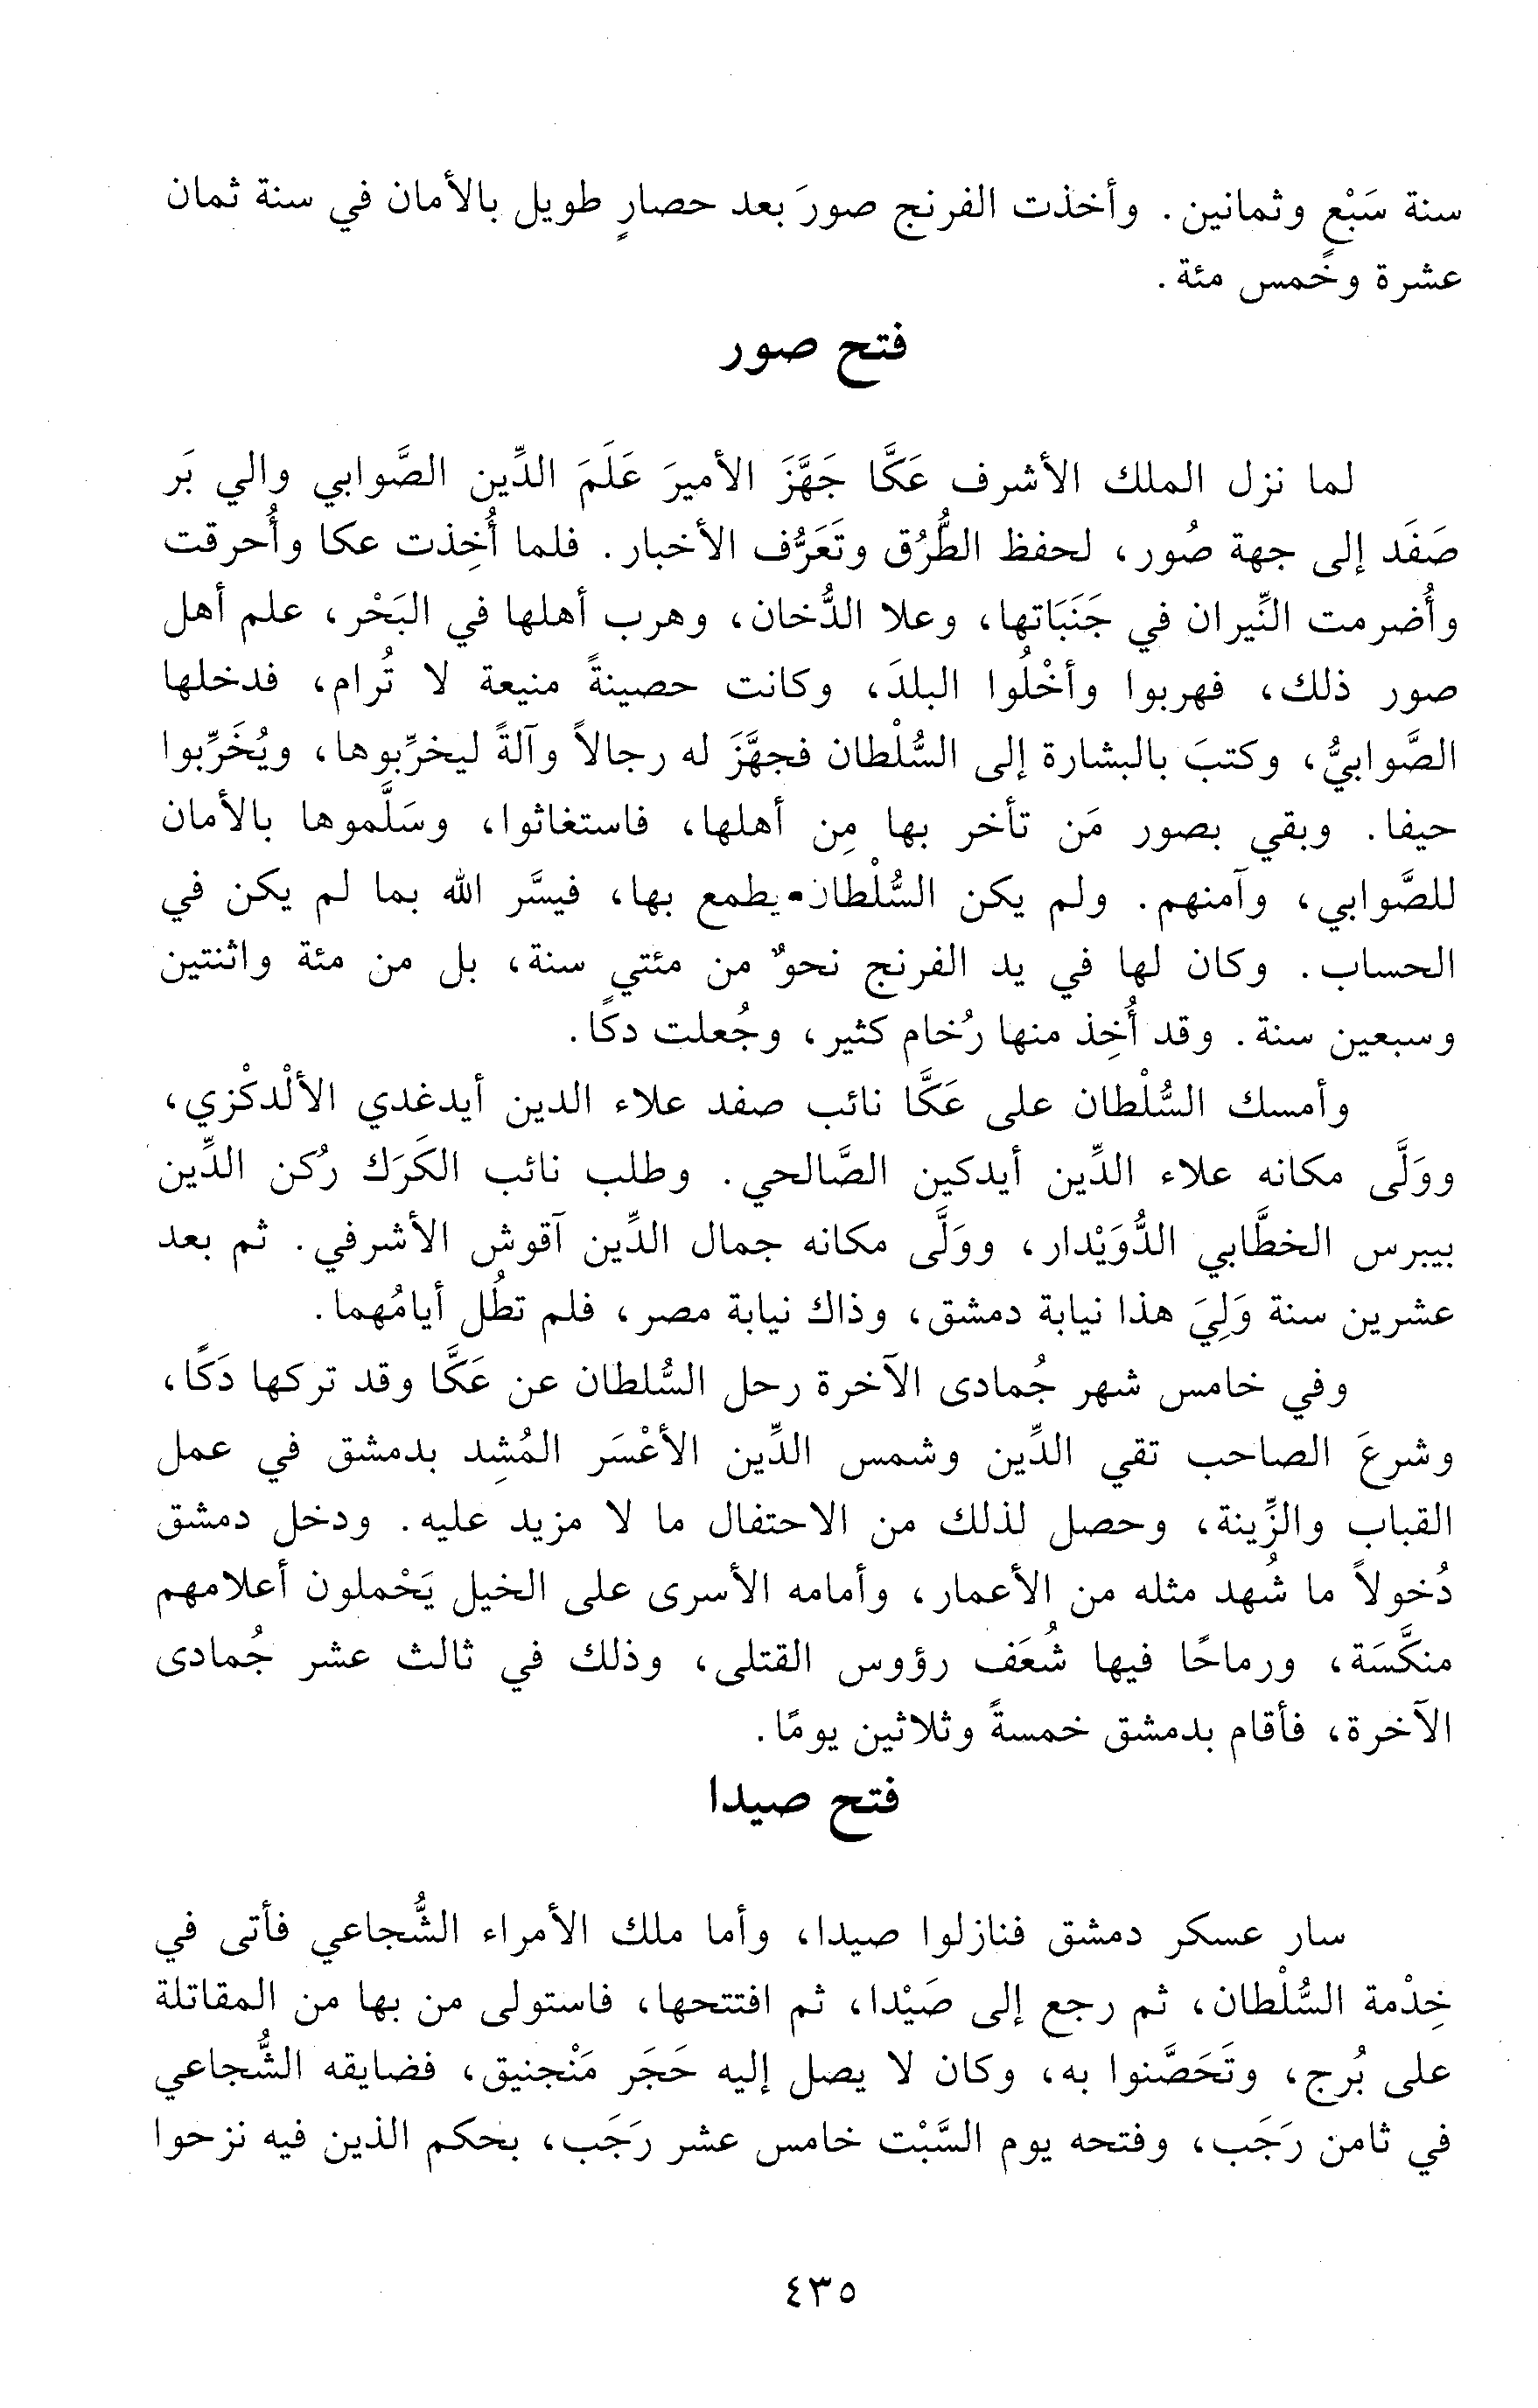 سنة سَبْعٍ وثمانين. وأخذت الفرنج صورَ بعد حصارٍ طويل بالأمان في سنة ثمان
عشرة وخمس مئة.
فتح صور
لما نزل الملك الأشرف عَكَّا جَهَّزَ الأميرَ عَلَمَ الدِّين الصَّوابي والي بَر
صَفَد إلى جهة صُور، لحفظ الطُّرُق وتَعَرُّف الأخبار. فلما أُخِذت عكا وأُحرقت
وأُضرمت النِّيران في جَنَبَاتها، وعلا الدُّخان، وهرب أهلها في البَحْر، علم أهل
صور ذلك، فهربوا وأخْلُوا البلدَ، وكانت حصينةً منيعة لا تُرام، فدخلها
الصَّوابيُّ، وكتبَ بالبشارة إلى السُّلْطان فجهَّزَ له رجالاً وآلةً ليخرِّبوها، ويُخَرِّبوا
حيفا. وبقي بصور مَن تأخر بها مِن أهلها، فاستغاثوا، وسَلَّموها بالأمان
للصَّوابي، وآمنهم. ولم يكن السُّلْطان يطمع بها، فيسَّر الله بما لم يكن في
الحساب. وكان لها في يد الفرنج نحوٌ من مئتي سنة، بل من مئة واثنتين
وسبعين سنة. وقد أُخِذ منها رُخام كثير، وجُعلت دكًا.
وأمسك السُّلْطان على عَكَّا نائب صفد علاء الدين أيدغدي الألْدكْزي،
ووَلَّى مكانه علاء الدِّين أيدكين الصَّالحي. وطلب نائب الكَرَك رُكن الدِّين
بيبرس الخطَّابي الدُّوَيْدار، ووَلَّى مكانه جمال الدِّين آقوش الأشرفي. ثم بعد
عشرين سنة وَلِيَ هذا نيابة دمشق، وذاك نيابة مصر، فلم تطُل أيامُهما.
وفي خامس شهر جُمادى الآخرة رحل السُّلطان عن عَكَّا وقد تركها دَكًا،
وشرعَ الصاحب تقي الدِّين وشمس الدِّين الأعْسَر المُشِد بدمشق في عمل
القباب والزِّينة، وحصل لذلك من الاحتفال ما لا مزيد عليه. ودخل دمشق
دُخولاً ما شُهد مثله من الأعمار، وأمامه الأسرى على الخيل يَحْملون أعلامهم
منكَّسَة، ورماحًا فيها شُعَف رؤوس القتلى، وذلك في ثالث عشر جُمادى
الآخرة، فأقام بدمشق خمسةً وثلاثين يومًا.
فتح صيدا
سار عسكر دمشق فنازلوا صيدا، وأما ملك الأمراء الشُّجاعي فأتى في
خِدْمة السُّلْطان، ثم رجع إلى صَيْدا، ثم افتتحها، فاستولى من بها من المقاتلة
على بُرج، وتَحَصَّنوا به، وكان لا يصل إليه حَجَر مَنْجنيق، فضايقه الشُّجاعي
في ثامن رَجَب، وفتحه يوم السَّبْت خامس عشر رَجَب، بحكم الذين فيه نزحوا
٤٣٥